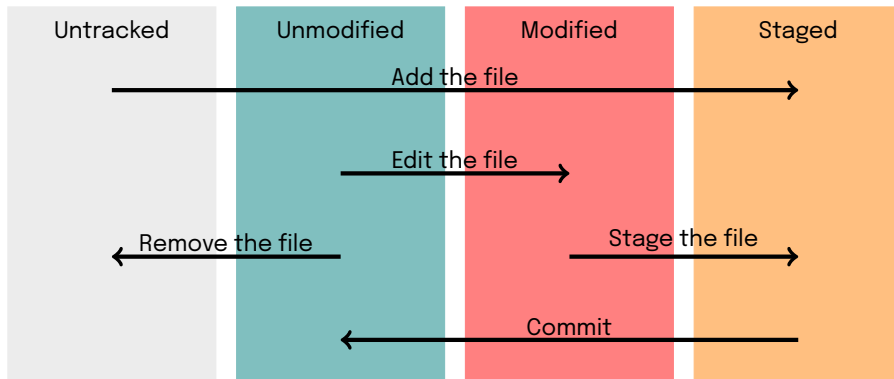 Untracked
Unmodified
Modified
Staged
Add the file
Edit the file
Remove the file
Stage the file
Commit